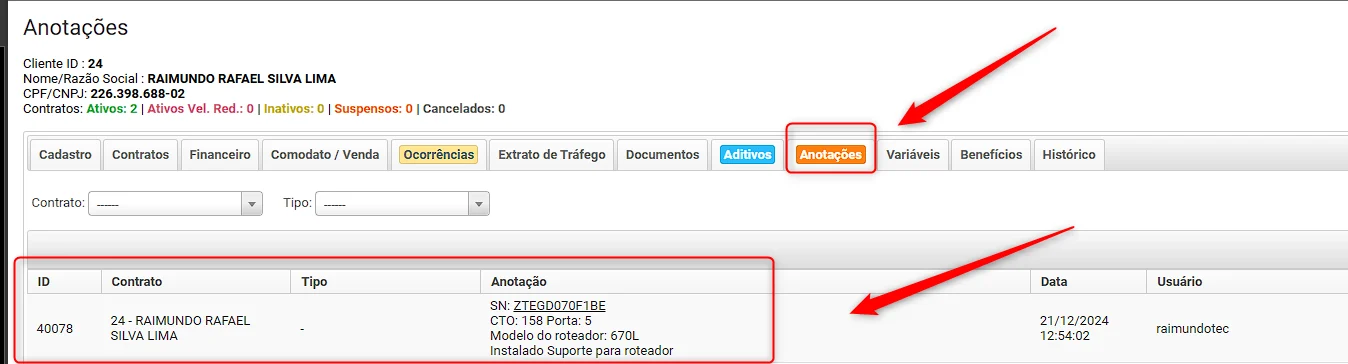 Anotações
Cliente ID : 24
Nome/Razão Social : RAIMUNDO RAFAEL SILVA LIMA
CPF/CNPJ: 226.398.688-02
Contratos: Ativos: 2 | Ativos Vel. Red.: 0 | Inativos: 0 | Suspensos: 0 | Cancelados: 0
Cadastro Contratos Financeiro Comodato / Venda Ocorrências Extrato de Tráfego Documentos Aditivos Anotações Variáveis Benefícios Histórico
Contrato: ------ Tipo: ------
ID Contrato Tipo Anotação Data Usuário
40078
24 - RAIMUNDO RAFAEL
SILVA LIMA
-
SN: ZTEGD070F1BE
CTO: 158 Porta: 5
Modelo do roteador: 670L
Instalado Suporte para roteador
21/12/2024
12:54:02
raimundotec